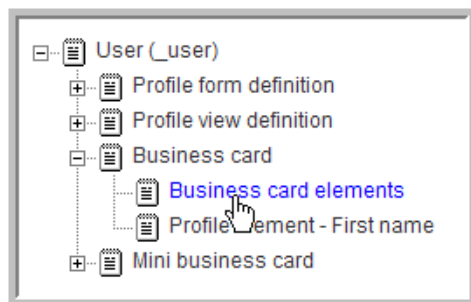 User (_user)
Profile form definition
Profile view definition
Business card
Business card elements
Profile element - First name
Mini business card